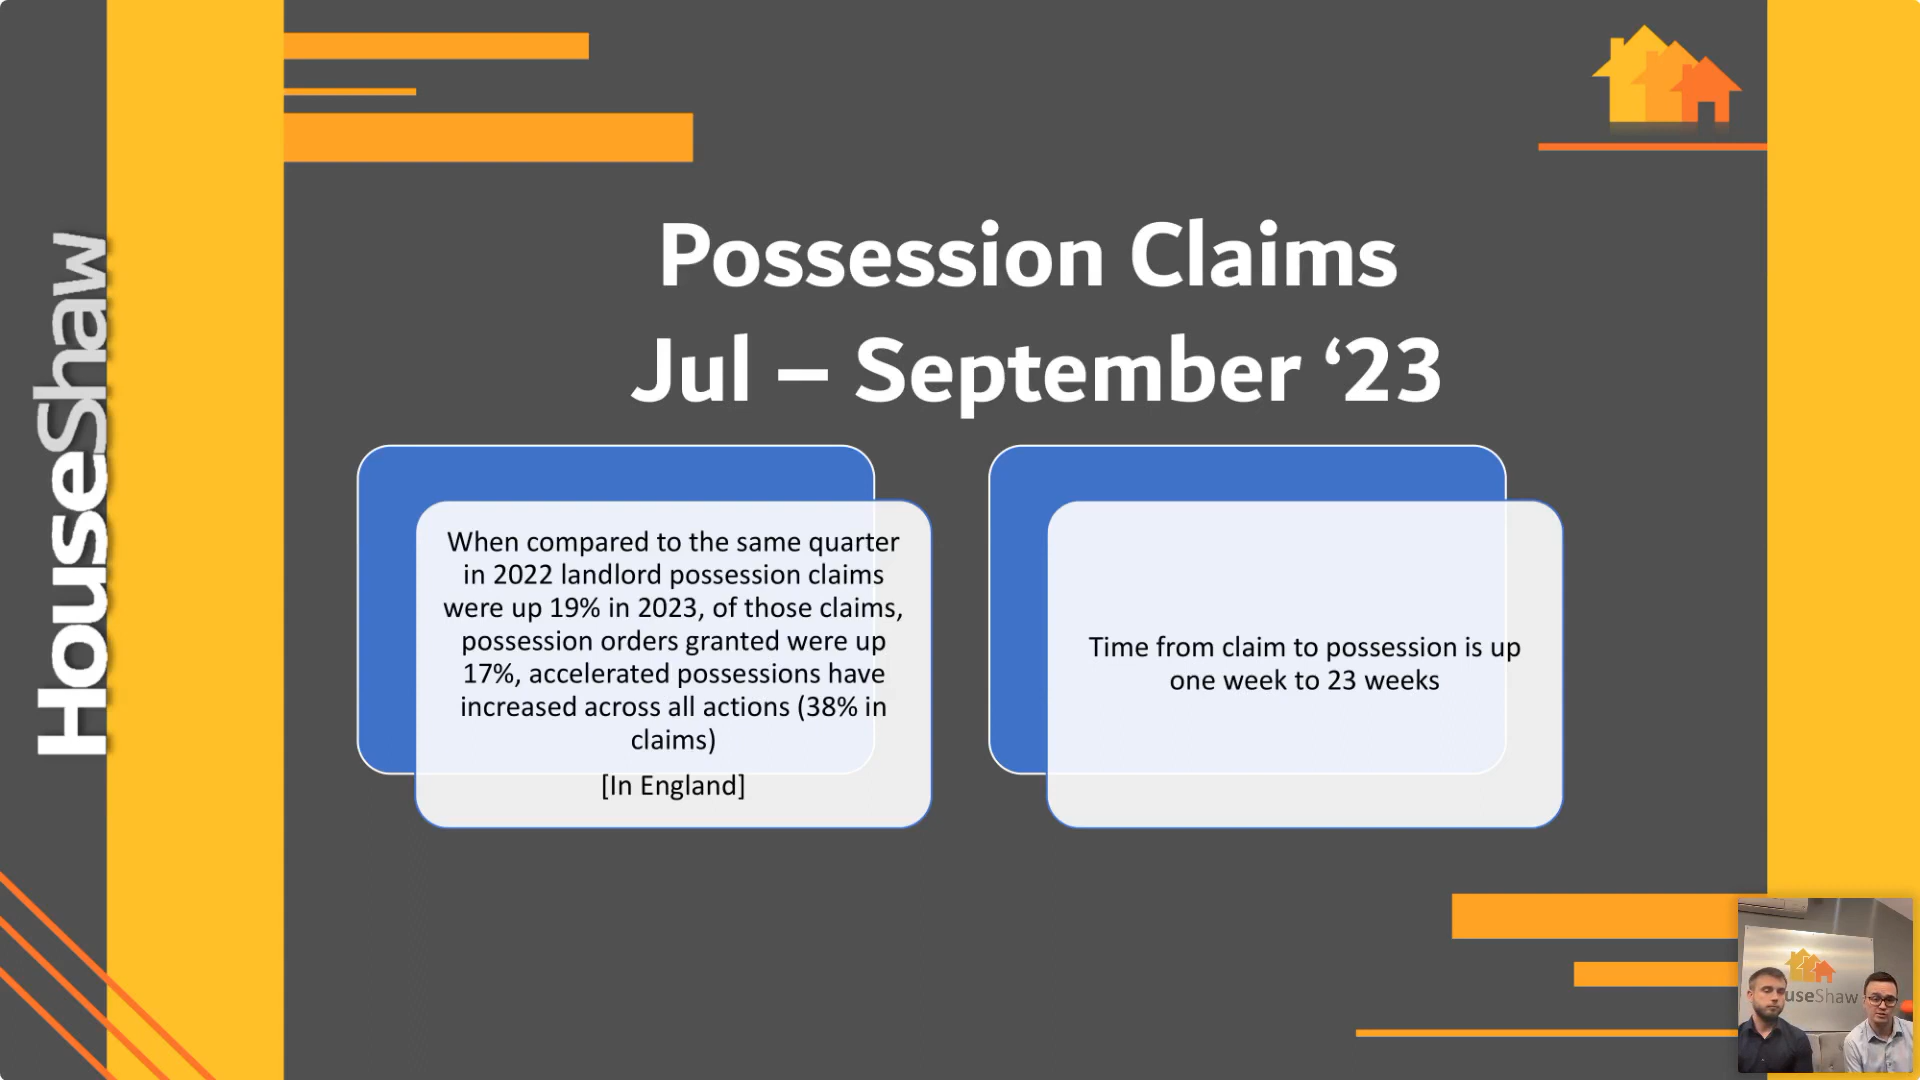 HouseShaw
Possession Claims
Jul – September ‘23
When compared to the same quarter
in 2022 landlord possession claims
were up 19% in 2023, of those claims,
possession orders granted were up
17%, accelerated possessions have
increased across all actions (38% in
claims)
[In England]
Time from claim to possession is up
one week to 23 weeks
useShaw